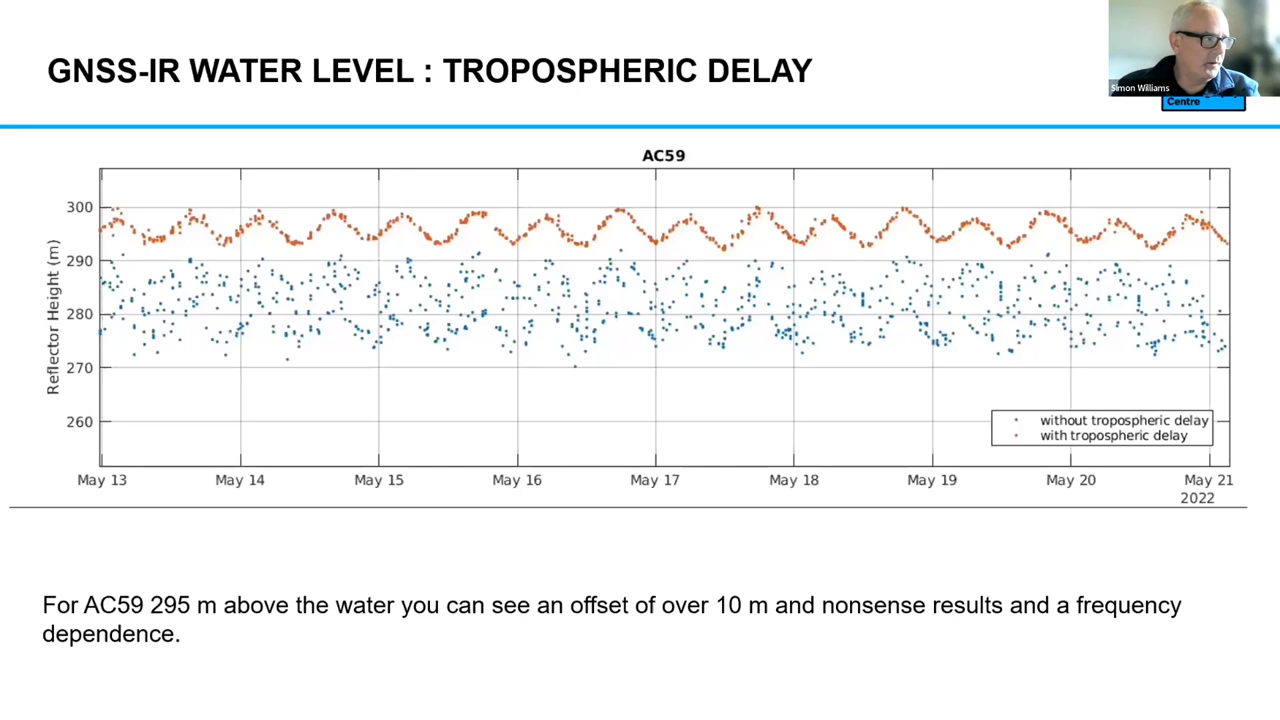 GNSS-IR WATER LEVEL : TROPOSPHERIC DELAY
Simon Williams
Centre
AC59
Reflector Height (m)
300
290
280
270
260
without tropospheric delay
with tropospheric delay
May 13
May 14
May 15
May 16
May 17
May 18
May 19
May 20
May 21
2022
For AC59 295 m above the water you can see an offset of over 10 m and nonsense results and a frequency
dependence.